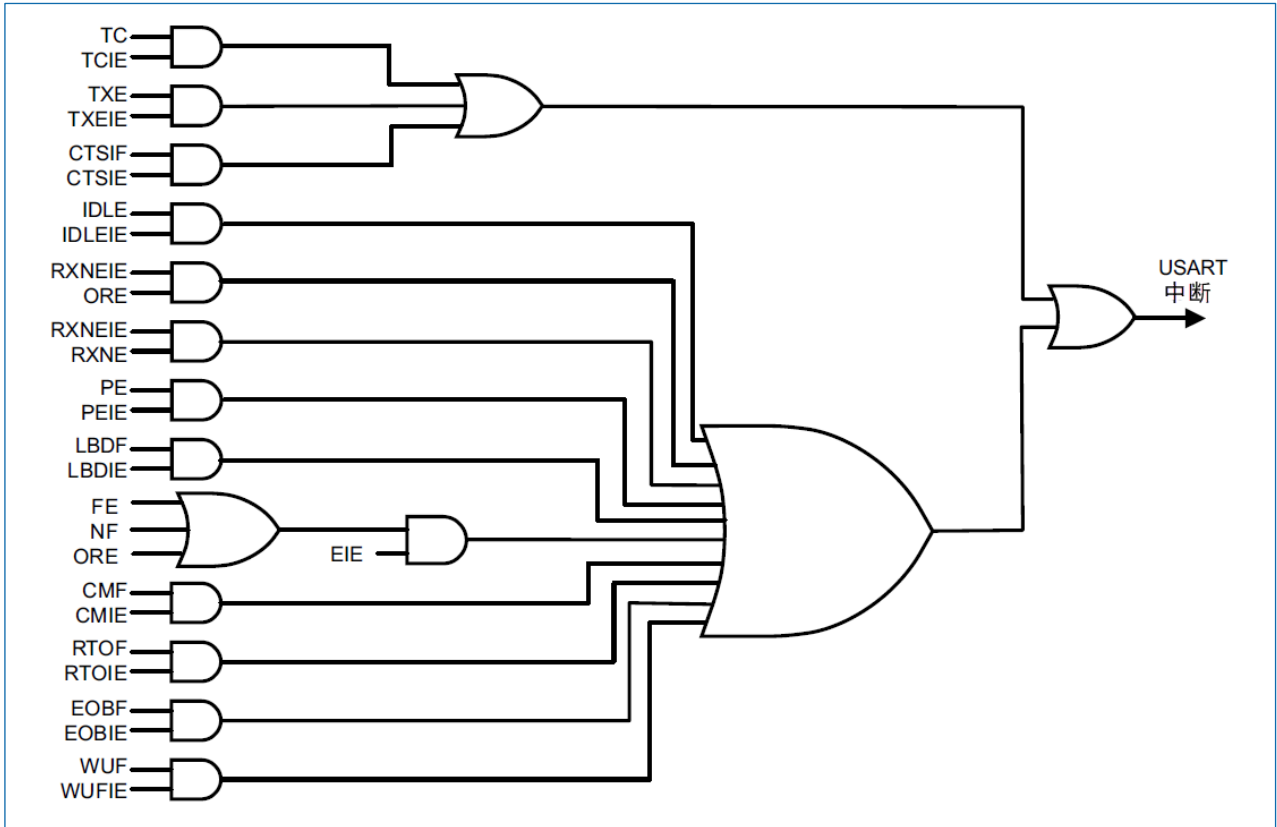 TC
TCIE
TXE
TXEIE
CTSIF
CTSIE
IDLE
IDLEIE
RXNEIE
ORE
RXNEIE
RXNE
PE
PEIE
LBDF
LBDIE
FE
NF
ORE
EIE
CMF
CMIE
RTOF
RTOIE
EOBF
EOBIE
WUF
WUFIE
USART
中断